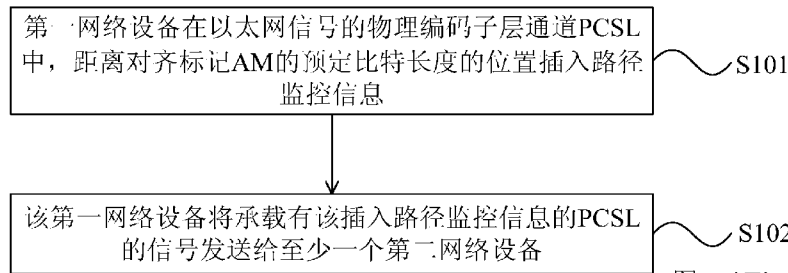 第一网络设备在以太网信号的物理编码子层通道PCSL
中，距离对齐标记AM的预定比特长度的位置插入路径
监控信息
S101
该第一网络设备将承载有该插入路径监控信息的PCSL
的信号发送给至少一个第二网络设备
S102